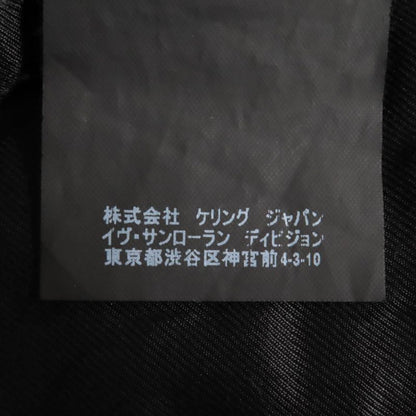 株式会社 ケリング ジャパン
イヴ・サンローラン ディビジョン
東京都渋谷区神宮前4-3-10